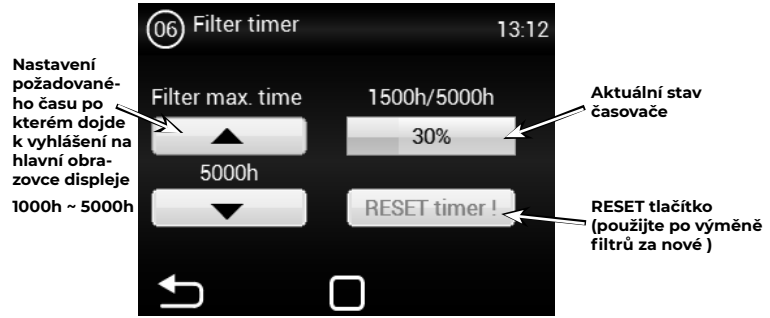 06 Filter timer
13:12
Nastavení
požadované-
ho času po
kterém dojde
k vyhlášení na
hlavní obra-
zovce displeje
1000h ~ 5000h
Filter max. time
5000h
1500h/5000h
30%
RESET timer !
Aktuální stav
časovače
RESET tlačítko
(použijte po výměně
filtrů za nové )